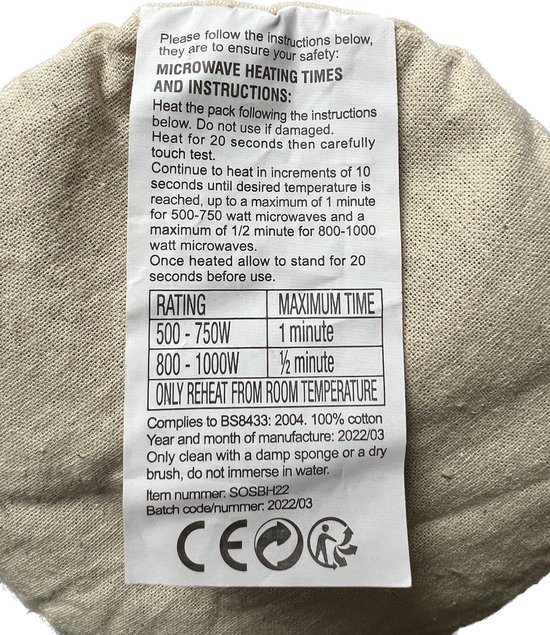 Please follow the instructions below,
they are to ensure your safety:
MICROWAVE HEATING TIMES
AND INSTRUCTIONS:
Heat the pack following the instructions
below. Do not use if damaged.
Heat for 20 seconds then carefully
touch test.
Continue to heat in increments of 10
seconds until desired temperature is
reached, up to a maximum of 1 minute
for 500-750 watt microwaves and a
maximum of 1/2 minute for 800-1000
watt microwaves.
Once heated allow to stand for 20
seconds before use.
RATING MAXIMUM TIME
500 - 750W 1 minute
800 - 1000W ½ minute
ONLY REHEAT FROM ROOM TEMPERATURE
Complies to BS8433: 2004. 100% cotton
Year and month of manufacture: 2022/03
Only clean with a damp sponge or a dry
brush, do not immerse in water.
Item number: SOSBH22
Batch code/number: 2022/03
CE